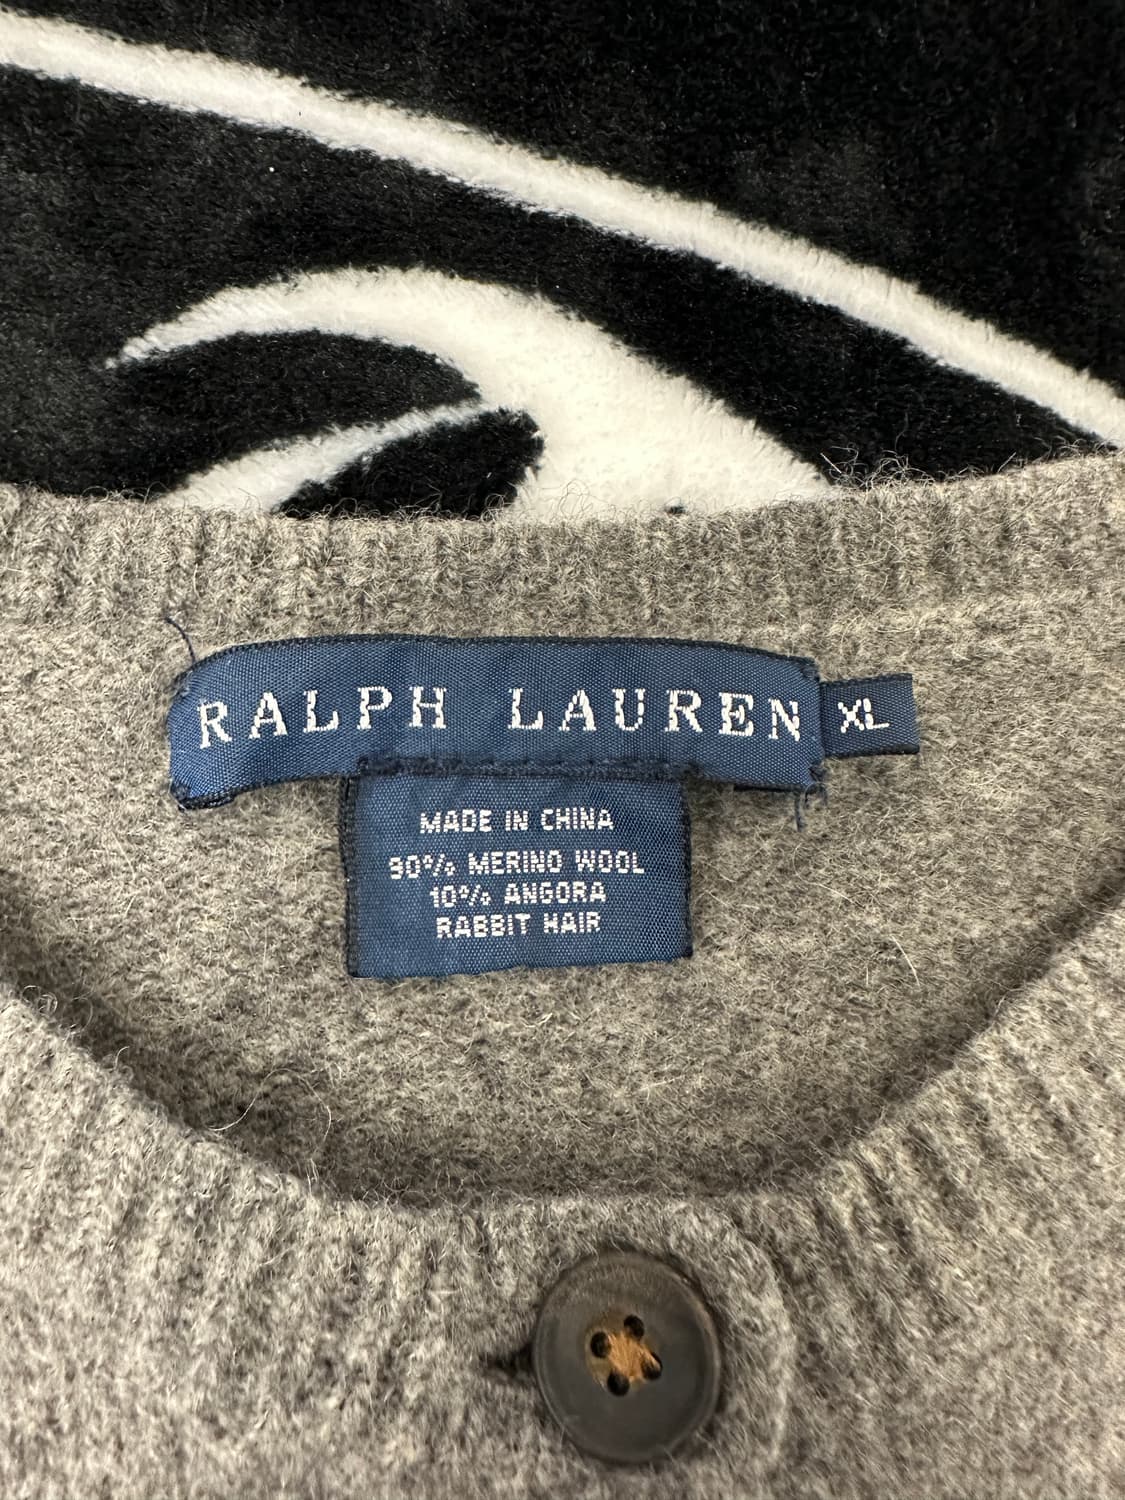 RALPH LAUREN
XL
MADE IN CHINA
90% MERINO WOOL
10% ANGORA
RABBIT HAIR